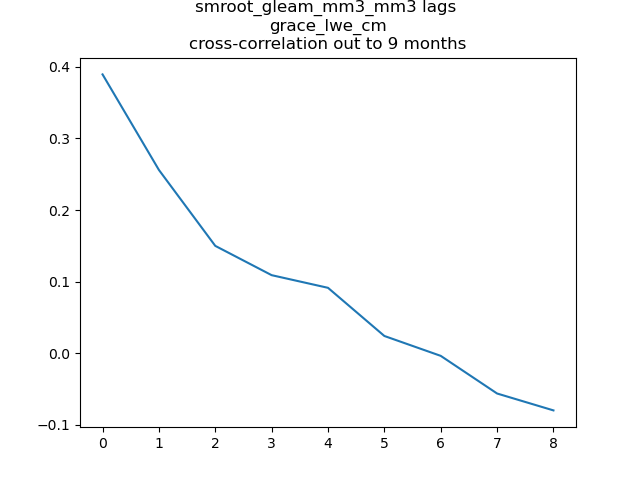 smroot_gleam_mm3_mm3 lags
grace_lwe_cm
cross-correlation out to 9 months
0.4
0.3
0.2
0.1
0.0
−0.1
0 1 2 3 4 5 6 7 8